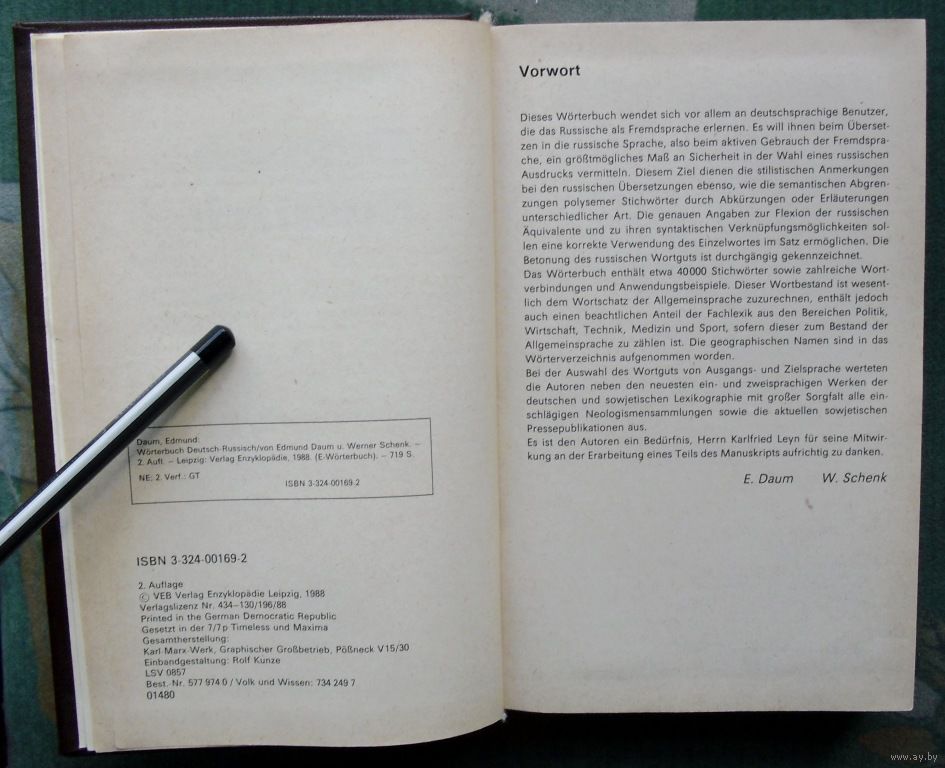 Daum, Edmund:
Wörterbuch Deutsch-Russisch/von Edmund Daum u. Werner Schenk. –
2. Aufl. – Leipzig: Verlag Enzyklopädie, 1988. (E-Wörterbuch). – 719 S.
NE: 2. Verf.: GT
ISBN 3-324-00169-2
ISBN 3-324-00169-2
2. Auflage
© VEB Verlag Enzyklopädie Leipzig, 1988
Verlagslizenz Nr. 434–130/196/88
Printed in the German Democratic Republic
Gesetzt in der 7/7p Timeless und Maxima
Gesamtherstellung:
Karl-Marx-Werk, Graphischer Großbetrieb, Pößneck V15/30
Einbandgestaltung: Rolf Kunze
LSV 0857
Best.-Nr. 577 974 0 / Volk und Wissen: 734 249 7
01480
Vorwort
Dieses Wörterbuch wendet sich vor allem an deutschsprachige Benutzer,
die das Russische als Fremdsprache erlernen. Es will ihnen beim Überset-
zen in die russische Sprache, also beim aktiven Gebrauch der Fremdspra-
che, ein größtmögliches Maß an Sicherheit in der Wahl eines russischen
Ausdrucks vermitteln. Diesem Ziel dienen die stilistischen Anmerkungen
bei den russischen Übersetzungen ebenso, wie die semantischen Abgren-
zungen polysemer Stichwörter durch Abkürzungen oder Erläuterungen
unterschiedlicher Art. Die genauen Angaben zur Flexion der russischen
Äquivalente und zu ihren syntaktischen Verknüpfungsmöglichkeiten sol-
len eine korrekte Verwendung des Einzelwortes im Satz ermöglichen. Die
Betonung des russischen Wortguts ist durchgängig gekennzeichnet.
Das Wörterbuch enthält etwa 40000 Stichwörter sowie zahlreiche Wort-
verbindungen und Anwendungsbeispiele. Dieser Wortbestand ist wesent-
lich dem Wortschatz der Allgemeinsprache zuzurechnen, enthält jedoch
auch einen beachtlichen Anteil der Fachlexik aus den Bereichen Politik,
Wirtschaft, Technik, Medizin und Sport, sofern dieser zum Bestand der
Allgemeinsprache zu zählen ist. Die geographischen Namen sind in das
Wörterverzeichnis aufgenommen worden.
Bei der Auswahl des Wortguts von Ausgangs- und Zielsprache werteten
die Autoren neben den neuesten ein- und zweisprachigen Werken der
deutschen und sowjetischen Lexikographie mit großer Sorgfalt alle ein-
schlägigen Neologismensammlungen sowie die aktuellen sowjetischen
Pressepublikationen aus.
Es ist den Autoren ein Bedürfnis, Herrn Karlfried Leyn für seine Mitwir-
kung an der Erarbeitung eines Teils des Manuskripts aufrichtig zu danken.
E. Daum W. Schenk
www.ay.by